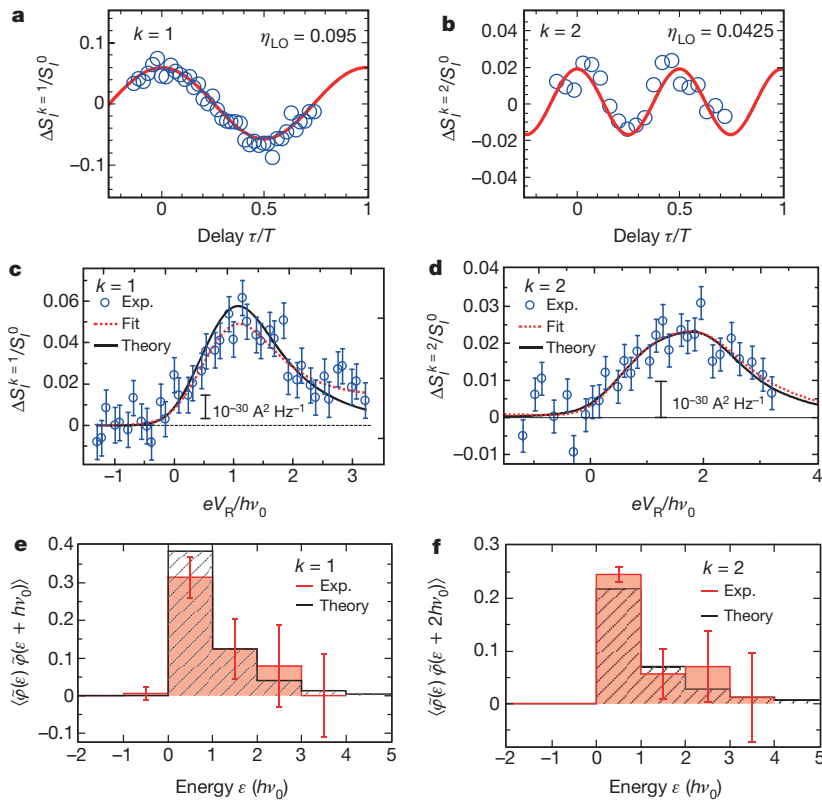 a
k = 1
η_LO = 0.095
ΔS_I^{k = 1}/S_I^0
0.1
0
−0.1
0
0.5
1
Delay τ/T
b
k = 2
η_LO = 0.0425
ΔS_I^{k = 2}/S_I^0
0.04
0.02
0
−0.02
−0.04
0
0.5
1
Delay τ/T
c
k = 1
Exp.
Fit
Theory
10^{−30} A^2 Hz^{−1}
ΔS_I^{k = 1}/S_I^0
0.06
0.04
0.02
0
−1
0
1
2
3
eV_R/hν_0
d
k = 2
Exp.
Fit
Theory
10^{−30} A^2 Hz^{−1}
ΔS_I^{k = 2}/S_I^0
0.04
0.03
0.02
0.01
0
−0.01
0
2
4
eV_R/hν_0
e
k = 1
Exp.
Theory
⟨φ̃(ε) φ̃(ε + hν_0)⟩
0.4
0.3
0.2
0.1
0
−0.1
−2
−1
0
1
2
3
4
5
Energy ε (hν_0)
f
k = 2
Exp.
Theory
⟨φ̃(ε) φ̃(ε + 2hν_0)⟩
0.3
0.2
0.1
0
−2
−1
0
1
2
3
4
5
Energy ε (hν_0)